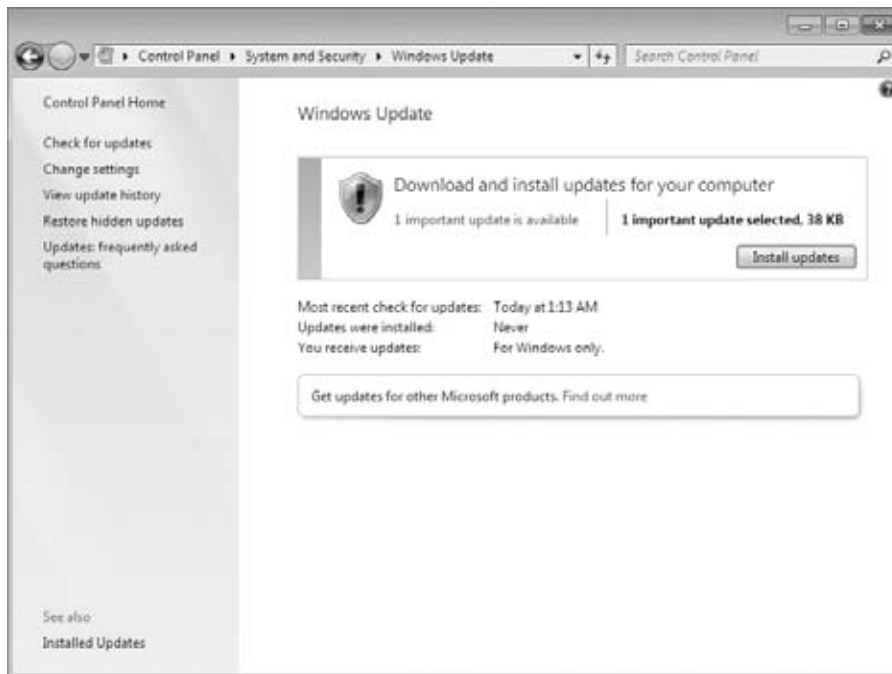 Control Panel ▸ System and Security ▸ Windows Update
Search Control Panel
Control Panel Home
Check for updates
Change settings
View update history
Restore hidden updates
Updates: frequently asked
questions
Windows Update
Download and install updates for your computer
1 important update is available
1 important update selected, 38 KB
Install updates
Most recent check for updates: Today at 1:13 AM
Updates were installed: Never
You receive updates: For Windows only.
Get updates for other Microsoft products. Find out more
See also
Installed Updates